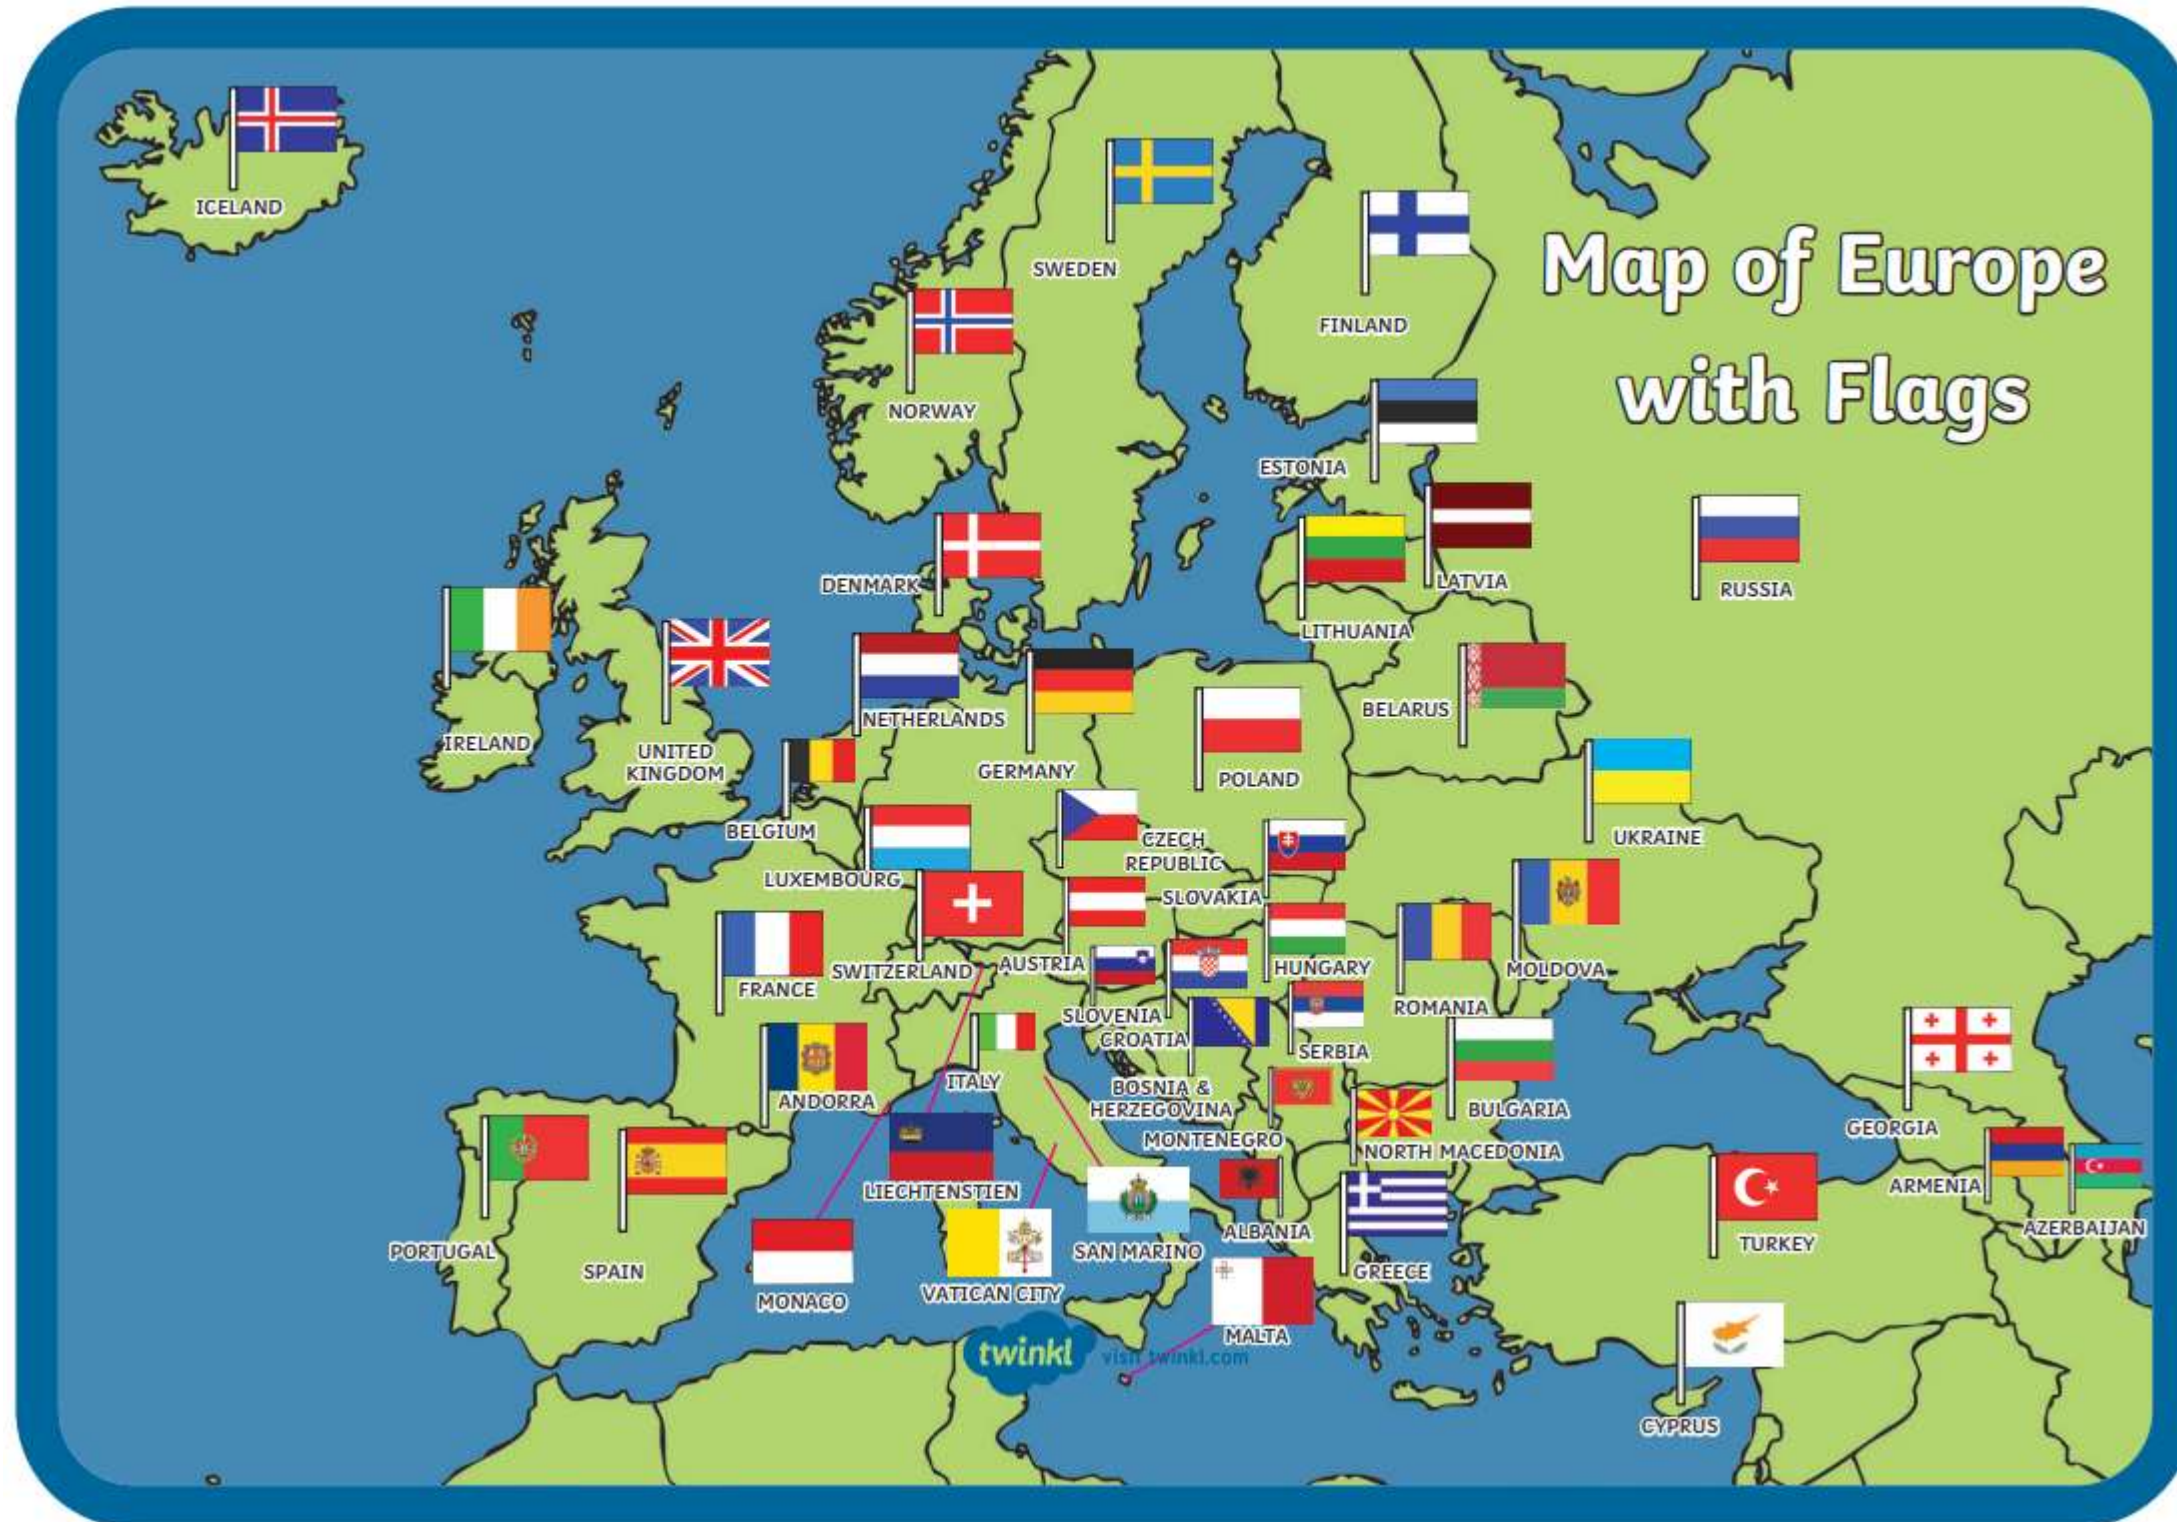 Map of Europe
with Flags
ICELAND
SWEDEN
FINLAND
NORWAY
ESTONIA
DENMARK
LATVIA
RUSSIA
LITHUANIA
NETHERLANDS
BELARUS
IRELAND
UNITED
KINGDOM
GERMANY
POLAND
BELGIUM
CZECH
REPUBLIC
UKRAINE
LUXEMBOURG
SLOVAKIA
FRANCE
SWITZERLAND
AUSTRIA
HUNGARY
MOLDOVA
ROMANIA
SLOVENIA
CROATIA
SERBIA
ITALY
ANDORRA
BOSNIA &
HERZEGOVINA
BULGARIA
MONTENEGRO
NORTH MACEDONIA
GEORGIA
LIECHTENSTIEN
ARMENIA
ALBANIA
AZERBAIJAN
PORTUGAL
SPAIN
SAN MARINO
TURKEY
GREECE
MONACO
VATICAN CITY
MALTA
twinkl
visit twinkl.com
CYPRUS